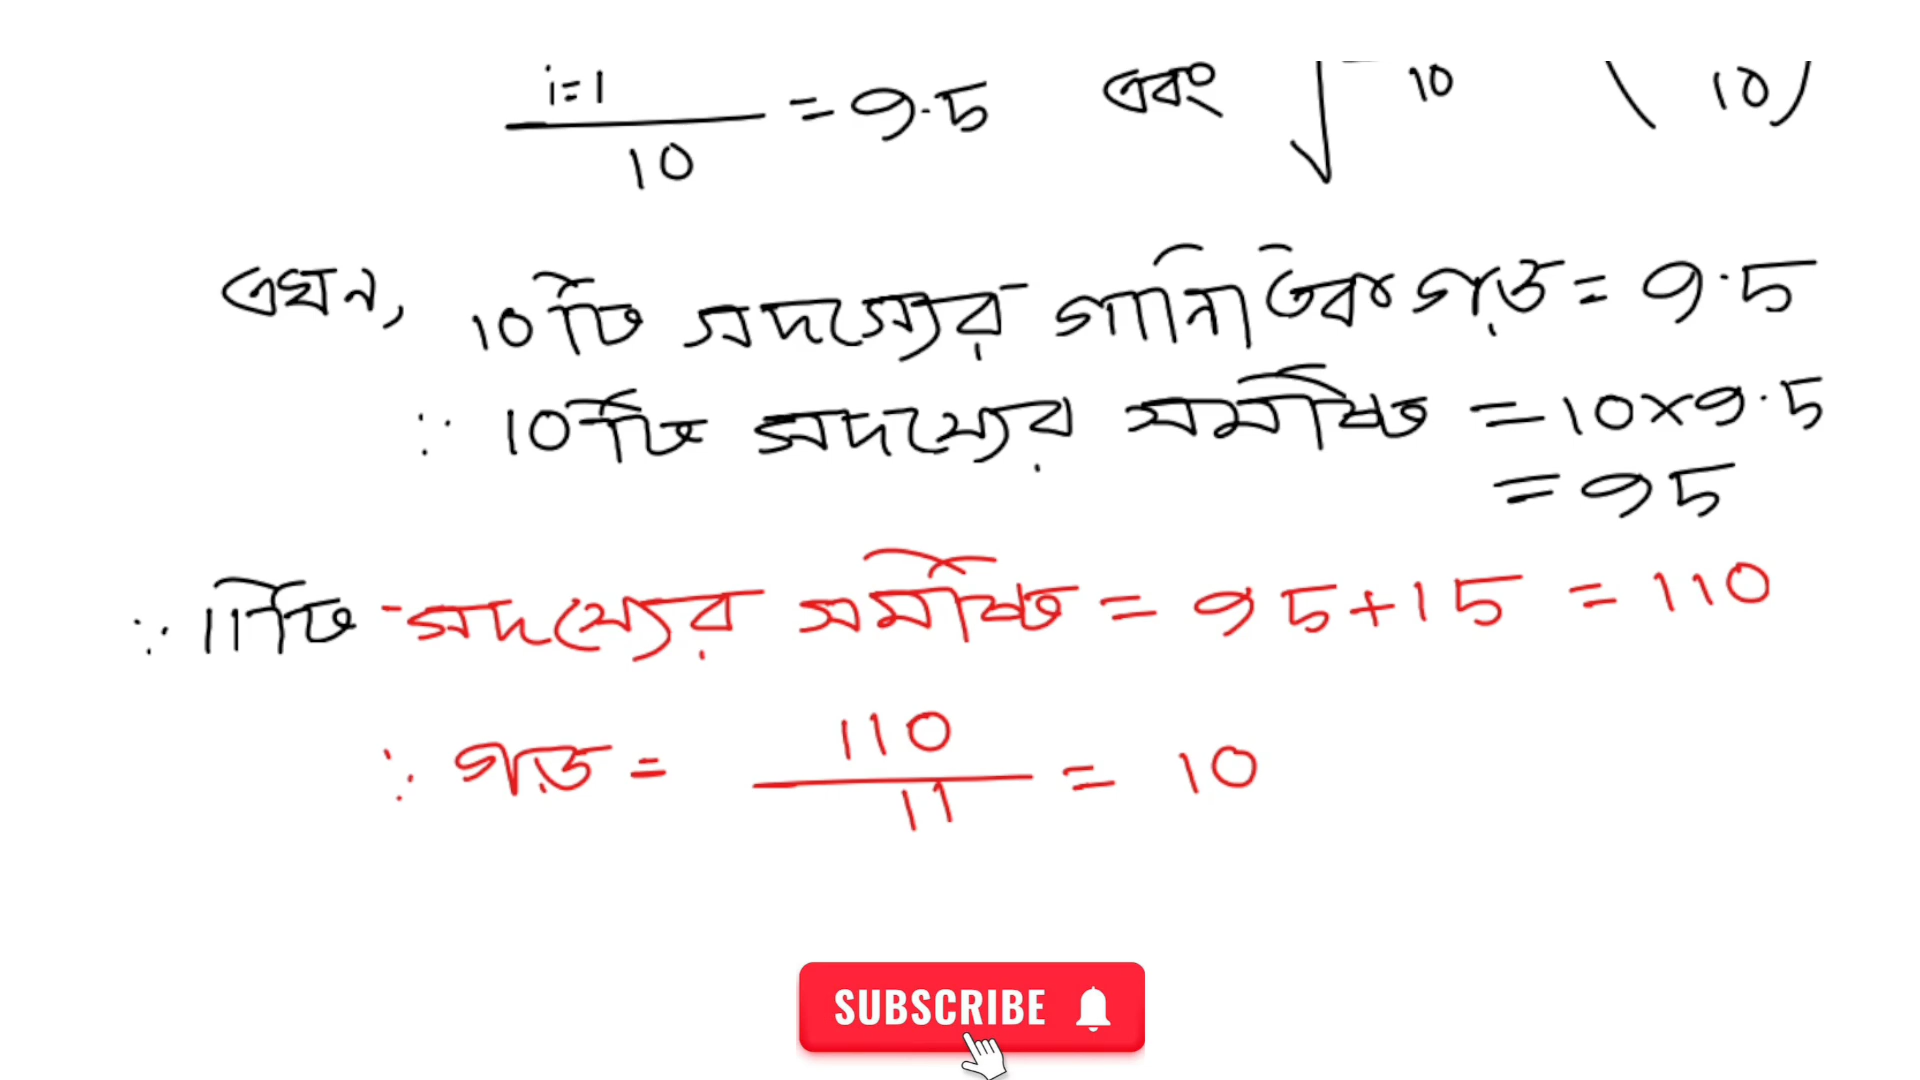 i=1
10 = 9.5 এবং √ 10 ( 10 )
এখন, 10টি সদস্যের গানিতিক গড় = 9.5
∴ 10টি সদস্যের সমষ্টি = 10×9.5
= 95
∴ 11টি সদস্যের সমষ্টি = 95+15 = 110
∴ গড় = 110/11 = 10
SUBSCRIBE